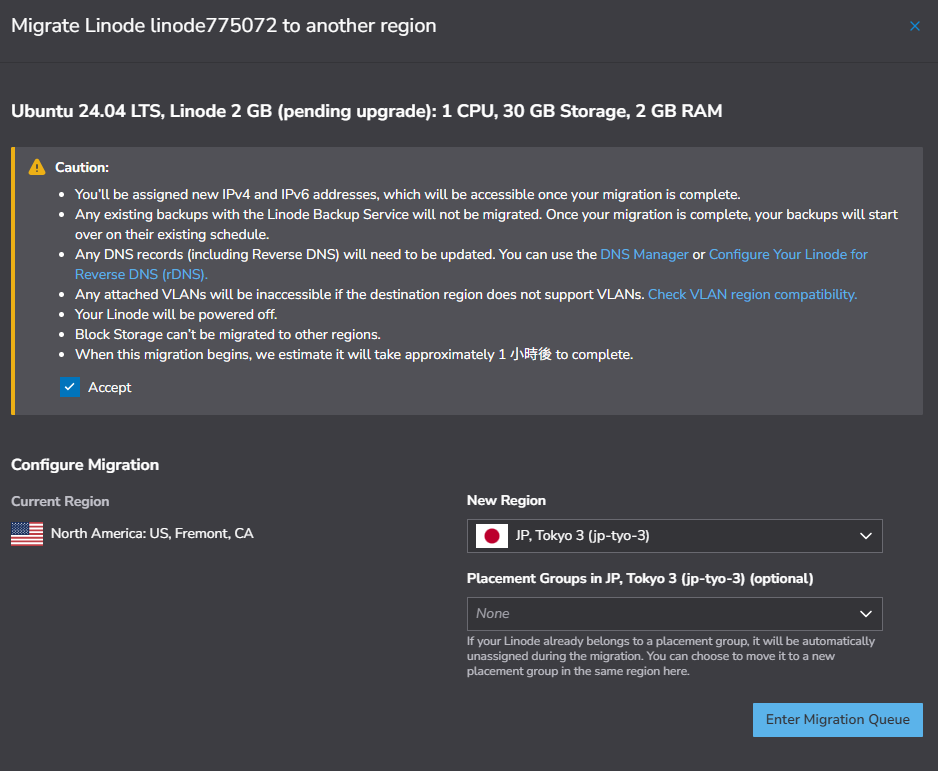 Migrate Linode linode775072 to another region
Ubuntu 24.04 LTS, Linode 2 GB (pending upgrade): 1 CPU, 30 GB Storage, 2 GB RAM
Caution:
You'll be assigned new IPv4 and IPv6 addresses, which will be accessible once your migration is complete.
Any existing backups with the Linode Backup Service will not be migrated. Once your migration is complete, your backups will start
over on their existing schedule.
Any DNS records (including Reverse DNS) will need to be updated. You can use the DNS Manager or Configure Your Linode for
Reverse DNS (rDNS).
Any attached VLANs will be inaccessible if the destination region does not support VLANs. Check VLAN region compatibility.
Your Linode will be powered off.
Block Storage can't be migrated to other regions.
When this migration begins, we estimate it will take approximately 1 小時後 to complete.
Accept
Configure Migration
Current Region
North America: US, Fremont, CA
New Region
JP, Tokyo 3 (jp-tyo-3)
Placement Groups in JP, Tokyo 3 (jp-tyo-3) (optional)
None
If your Linode already belongs to a placement group, it will be automatically
unassigned during the migration. You can choose to move it to a new
placement group in the same region here.
Enter Migration Queue